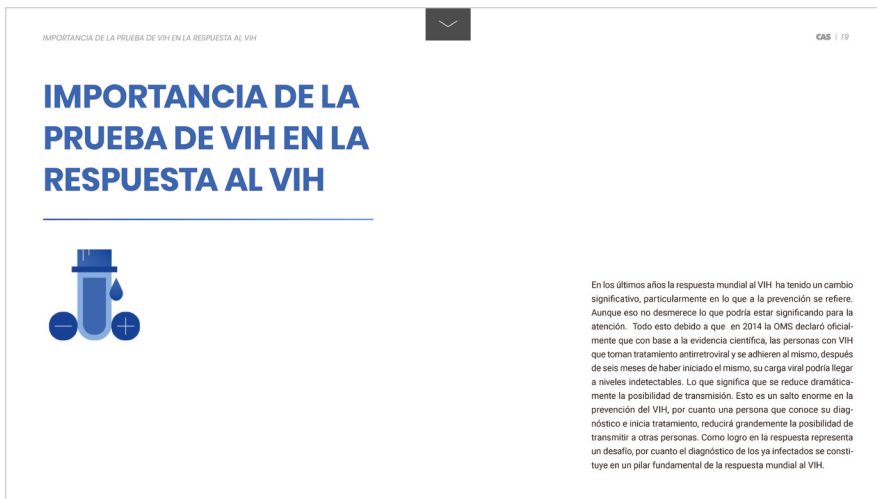 IMPORTANCIA DE LA PRUEBA DE VIH EN LA RESPUESTA AL VIH
CAS | 19
IMPORTANCIA DE LA
PRUEBA DE VIH EN LA
RESPUESTA AL VIH
En los últimos años la respuesta mundial al VIH ha tenido un cambio
significativo, particularmente en lo que a la prevención se refiere.
Aunque eso no desmerece lo que podría estar significando para la
atención. Todo esto debido a que en 2014 la OMS declaró oficial-
mente que con base a la evidencia científica, las personas con VIH
que toman tratamiento antirretroviral y se adhieren al mismo, después
de seis meses de haber iniciado el mismo, su carga viral podría llegar
a niveles indetectables. Lo que significa que se reduce dramática-
mente la posibilidad de transmisión. Esto es un salto enorme en la
prevención del VIH, por cuanto una persona que conoce su diag-
nóstico e inicia tratamiento, reducirá grandemente la posibilidad de
transmitir a otras personas. Como logro en la respuesta representa
un desafío, por cuanto el diagnóstico de los ya infectados se consti-
tuye en un pilar fundamental de la respuesta mundial al VIH.